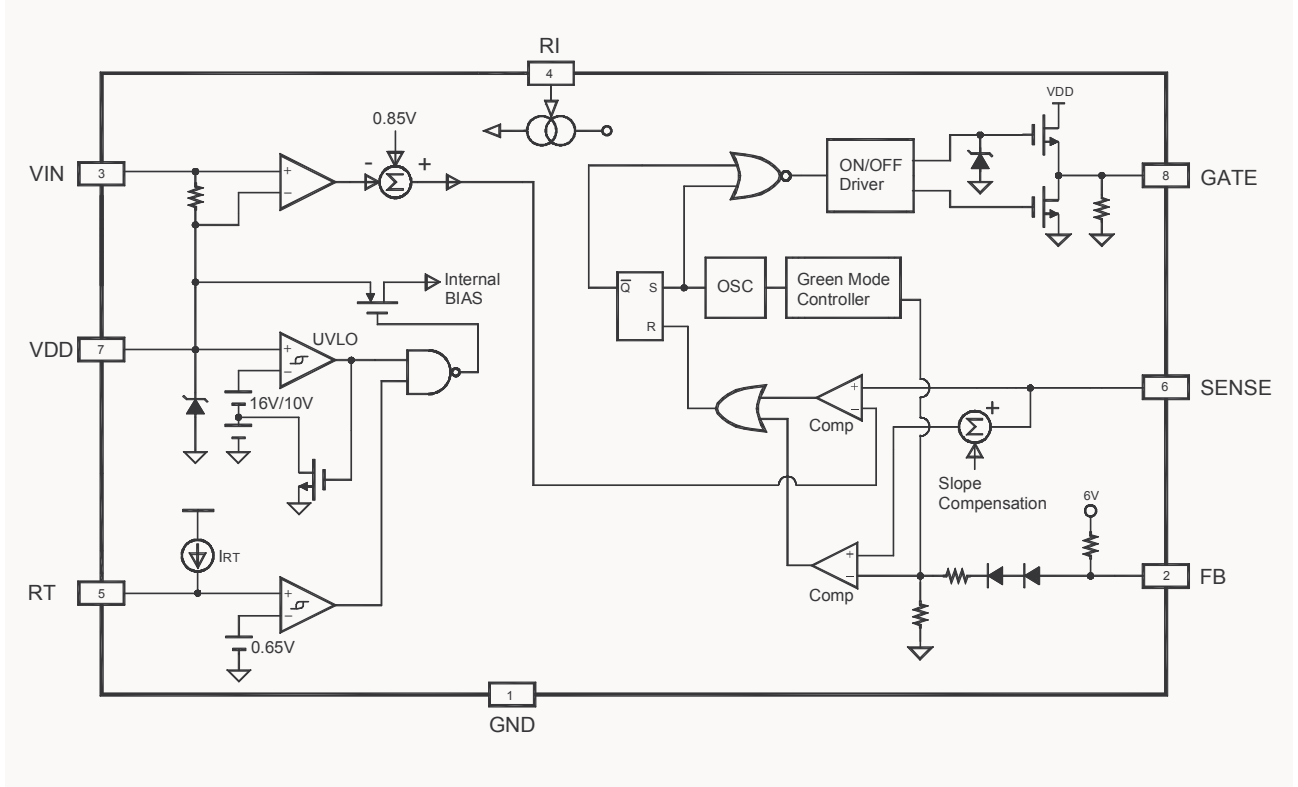 RI
4
VDD
0.85V
VIN
3
+
−
-
Σ
+
ON/OFF
Driver
8
GATE
Internal
BIAS
Q̅
S
R
OSC
Green Mode
Controller
VDD
7
+
−
UVLO
16V/10V
+
−
Comp
6
SENSE
Σ
+
Slope
Compensation
6V
IRT
RT
5
+
−
0.65V
+
−
Comp
2
FB
1
GND